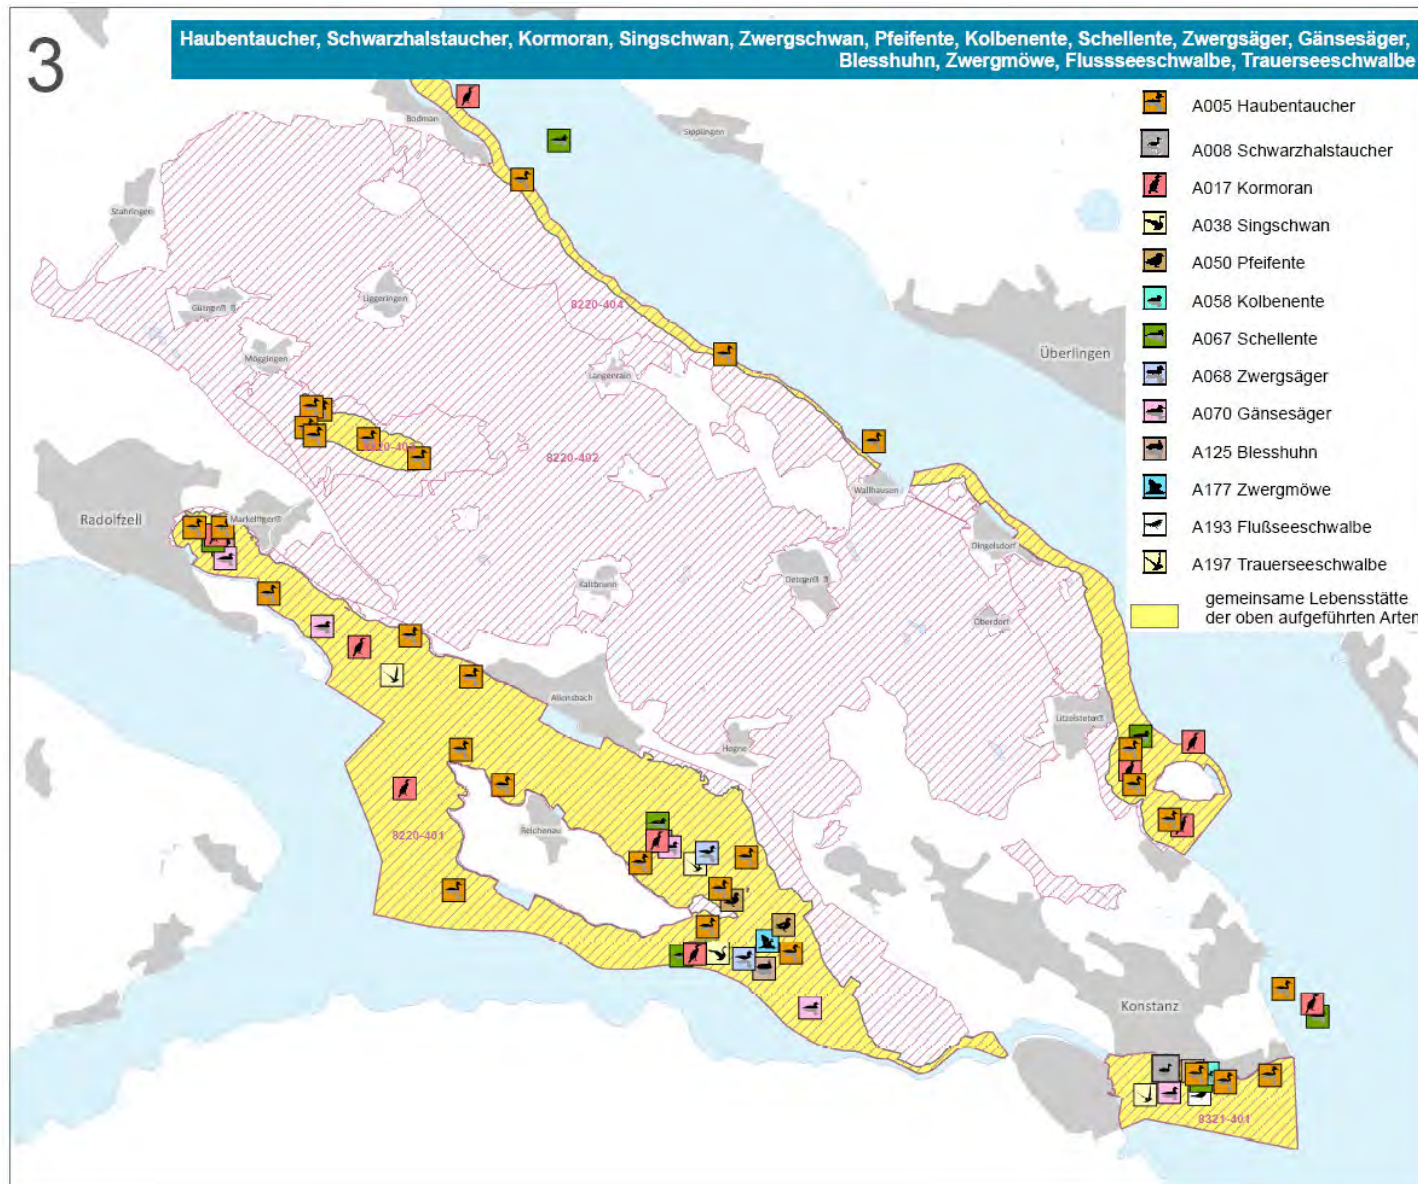 3
Haubentaucher, Schwarzhalstaucher, Kormoran, Singschwan, Zwergschwan, Pfeifente, Kolbenente, Schellente, Zwergsäger, Gänsesäger,
Blesshuhn, Zwergmöwe, Flussseeschwalbe, Trauerseeschwalbe
A005 Haubentaucher
A008 Schwarzhalstaucher
A017 Kormoran
A038 Singschwan
A050 Pfeifente
A058 Kolbenente
A067 Schellente
A068 Zwergsäger
A070 Gänsesäger
A125 Blesshuhn
A177 Zwergmöwe
A193 Flußseeschwalbe
A197 Trauerseeschwalbe
gemeinsame Lebensstätte
der oben aufgeführten Arten
Bodman
Sipplingen
Stahringen
Liggeringen
8220-404
Möggingen
Langenrain
Überlingen
8220-402
Wallhausen
Radolfzell
Dingelsdorf
Kaltbrunn
Oberdorf
Allensbach
Hegne
Reichenau
8220-401
Konstanz
8321-401